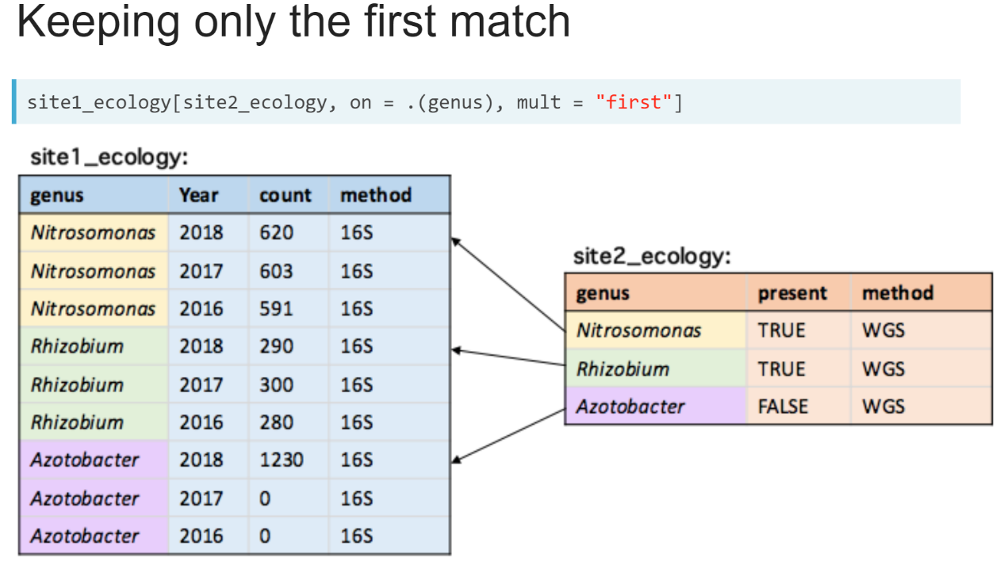 Keeping only the first match
site1_ecology[site2_ecology, on = .(genus), mult = "first"]
site1_ecology:
genus Year count method
Nitrosomonas 2018 620 16S
Nitrosomonas 2017 603 16S
Nitrosomonas 2016 591 16S
Rhizobium 2018 290 16S
Rhizobium 2017 300 16S
Rhizobium 2016 280 16S
Azotobacter 2018 1230 16S
Azotobacter 2017 0 16S
Azotobacter 2016 0 16S
site2_ecology:
genus present method
Nitrosomonas TRUE WGS
Rhizobium TRUE WGS
Azotobacter FALSE WGS